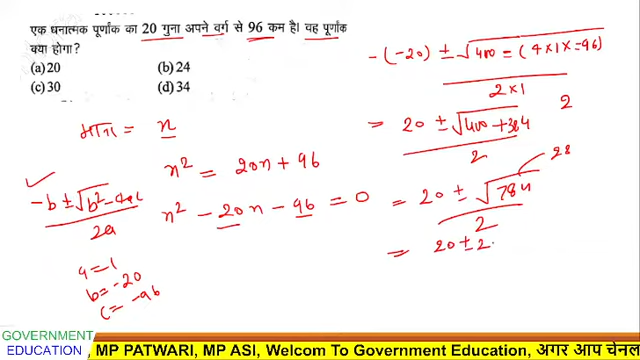 एक धनात्मक पूर्णांक का 20 गुना अपने वर्ग से 96 कम है। वह पूर्णांक
क्या होगा?
(a) 20 (b) 24
(c) 30 (d) 34
माना = n
n² = 20n + 96
n² - 20n - 96 = 0
-b ± √b² - 4ac
2a
a = 1
b = -20
c = -96
-(-20) ± √400 = (4×1×=96)
2×1
2
= 20 ± √400 + 384
2
28
= 20 ± √784
2
= 20 ± 2
GOVERNMENT
EDUCATION
, MP PATWARI, MP ASI, Welcom To Government Education, अगर आप चेनल